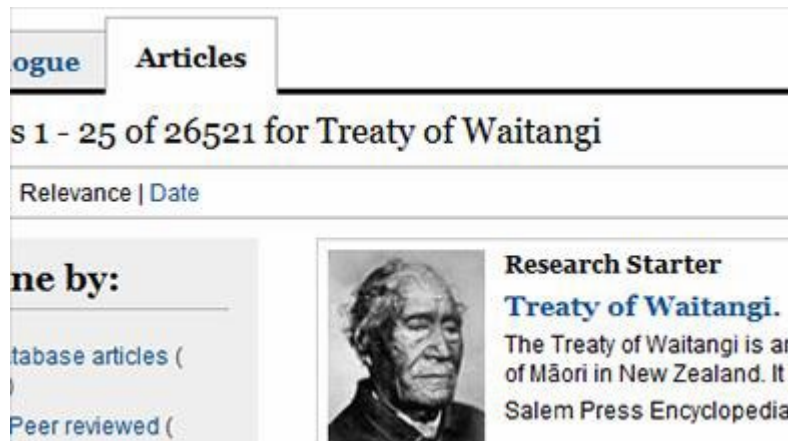 ogue
Articles
s 1 - 25 of 26521 for Treaty of Waitangi
Relevance | Date
ne by:
tabase articles (
)
Peer reviewed (
Research Starter
Treaty of Waitangi.
The Treaty of Waitangi is an
of Māori in New Zealand. It
Salem Press Encyclopedia